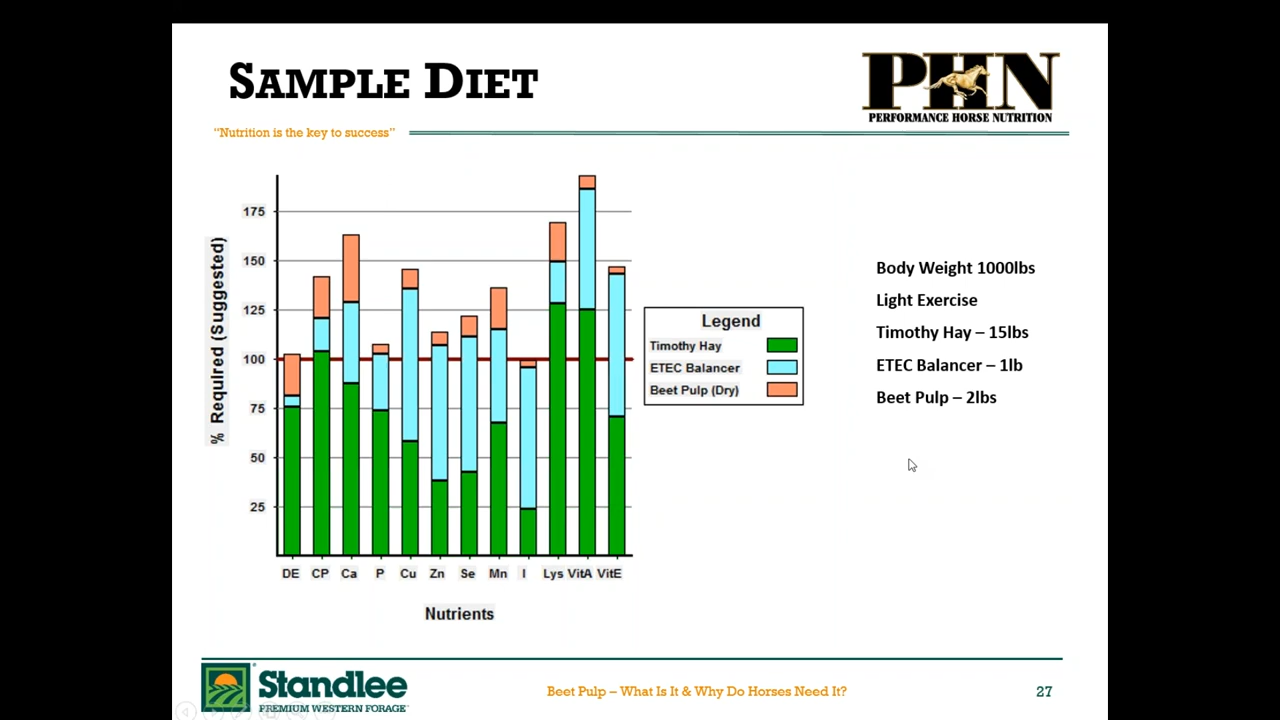 SAMPLE DIET
PHN
PERFORMANCE HORSE NUTRITION
“Nutrition is the key to success”
% Required (Suggested)
175
150
125
100
75
50
25
DE CP Ca P Cu Zn Se Mn I Lys VitA VitE
Nutrients
Legend
Timothy Hay
ETEC Balancer
Beet Pulp (Dry)
Body Weight 1000lbs
Light Exercise
Timothy Hay – 15lbs
ETEC Balancer – 1lb
Beet Pulp – 2lbs
Standlee
PREMIUM WESTERN FORAGE
Beet Pulp – What Is It & Why Do Horses Need It?
27